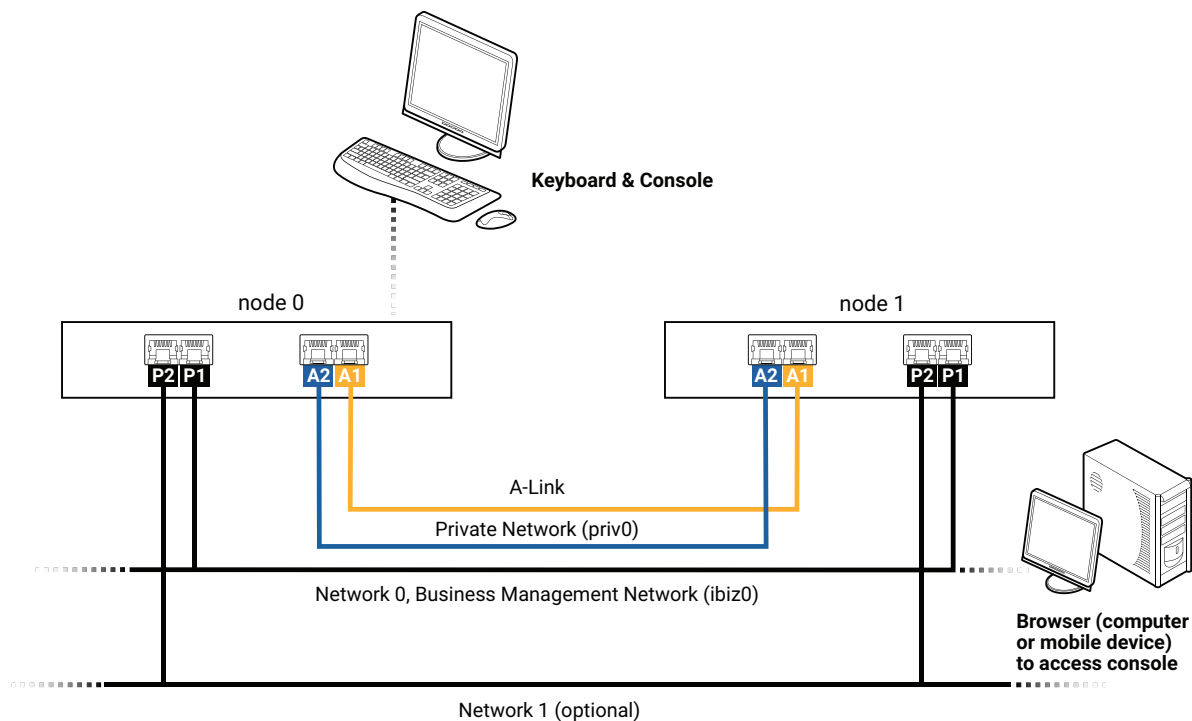 Keyboard & Console
node 0
node 1
P2 P1 A2 A1
A2 A1 P2 P1
A-Link
Private Network (priv0)
Network 0, Business Management Network (ibiz0)
Browser (computer
or mobile device)
to access console
Network 1 (optional)